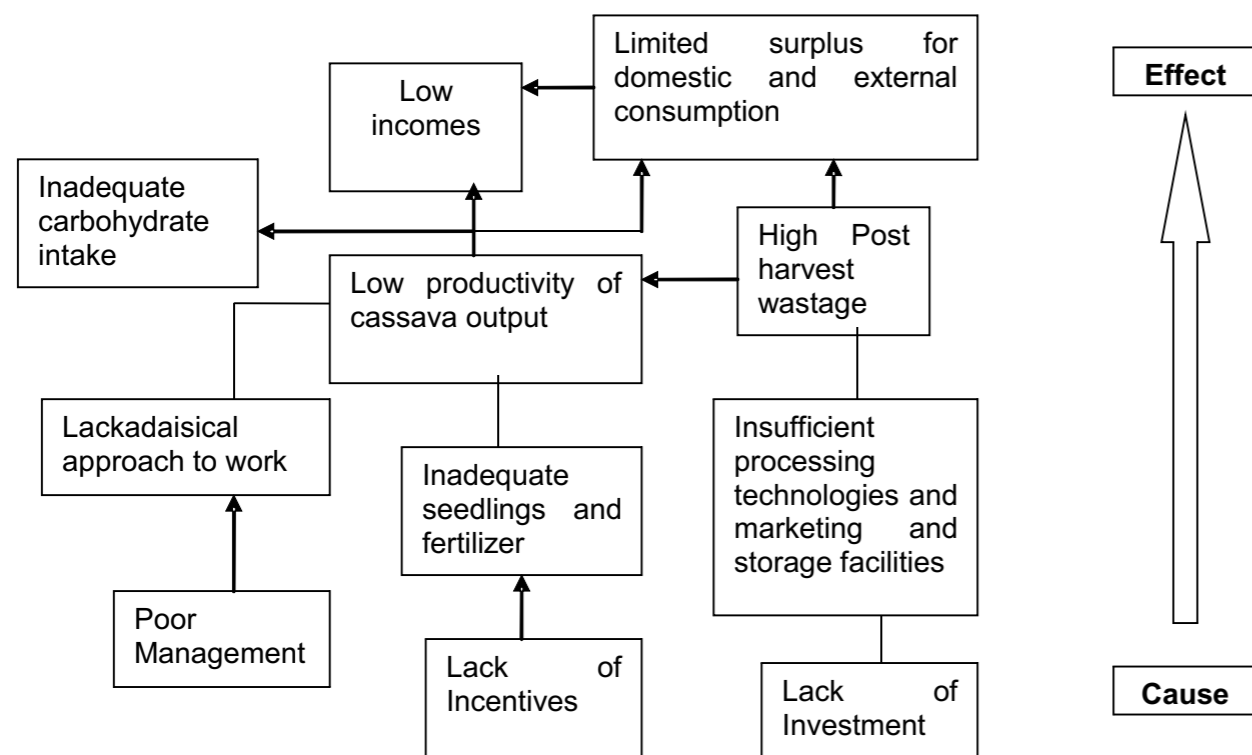 Limited surplus for
domestic and external
consumption
Effect
Low
incomes
Inadequate
carbohydrate
intake
High Post
harvest
wastage
Low productivity of
cassava output
Lackadaisical
approach to work
Insufficient
processing
technologies and
marketing and
storage facilities
Inadequate
seedlings and
fertilizer
Poor
Management
Lack of
Incentives
Lack of
Investment
Cause